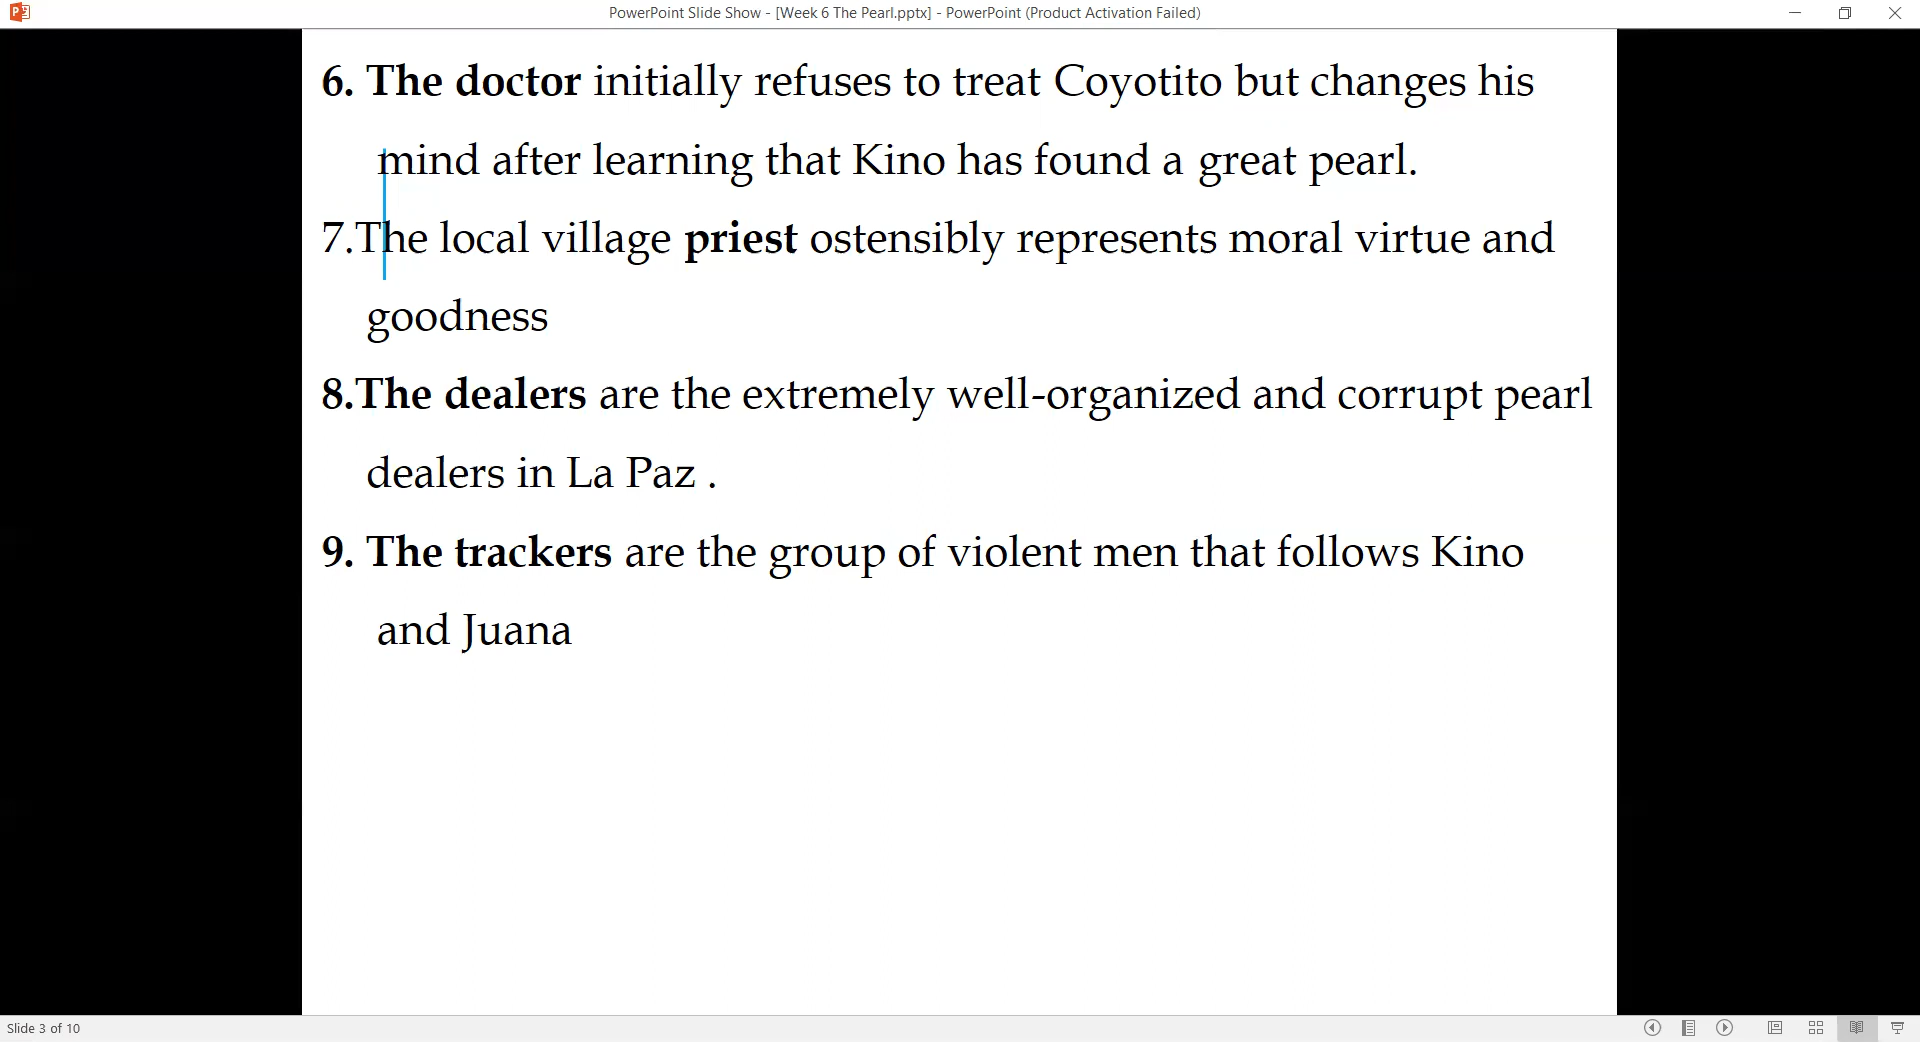 PowerPoint Slide Show - [Week 6 The Pearl.pptx] - PowerPoint (Product Activation Failed)
6. The doctor initially refuses to treat Coyotito but changes his
mind after learning that Kino has found a great pearl.
7.The local village priest ostensibly represents moral virtue and
goodness
8.The dealers are the extremely well-organized and corrupt pearl
dealers in La Paz .
9. The trackers are the group of violent men that follows Kino
and Juana
Slide 3 of 10